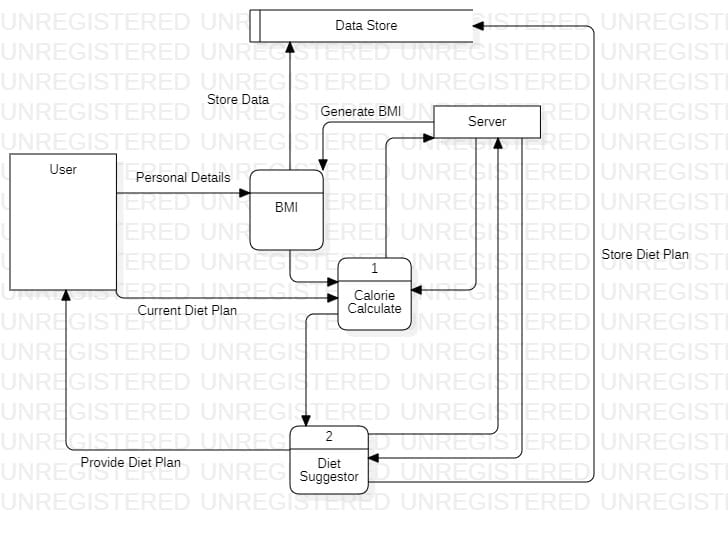 UNREGISTERED UNREGISTERED UNREGISTERED UNREGISTERED
Data Store
Store Data
Generate BMI
Server
User
Personal Details
BMI
Store Diet Plan
1
Calorie
Calculate
Current Diet Plan
2
Diet
Suggestor
Provide Diet Plan